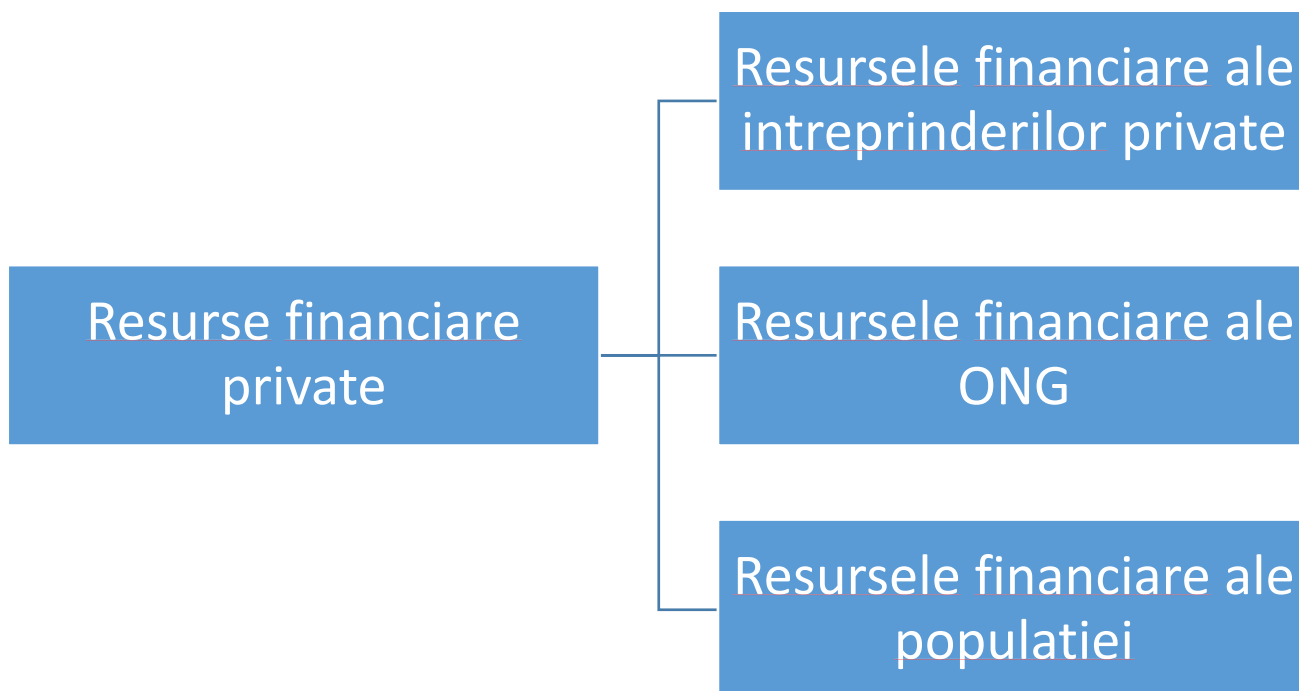 Resurse financiare
private
Resursele financiare ale
intreprinderilor private
Resursele financiare ale
ONG
Resursele financiare ale
populatiei